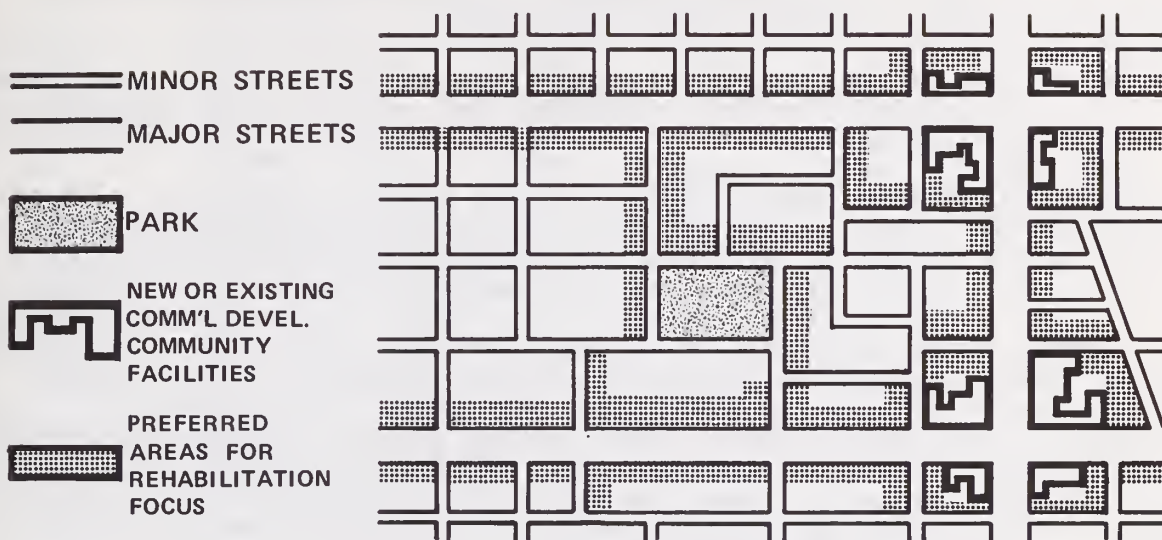 MINOR STREETS
MAJOR STREETS
PARK
NEW OR EXISTING
COMM'L DEVEL.
COMMUNITY
FACILITIES
PREFERRED
AREAS FOR
REHABILITATION
FOCUS